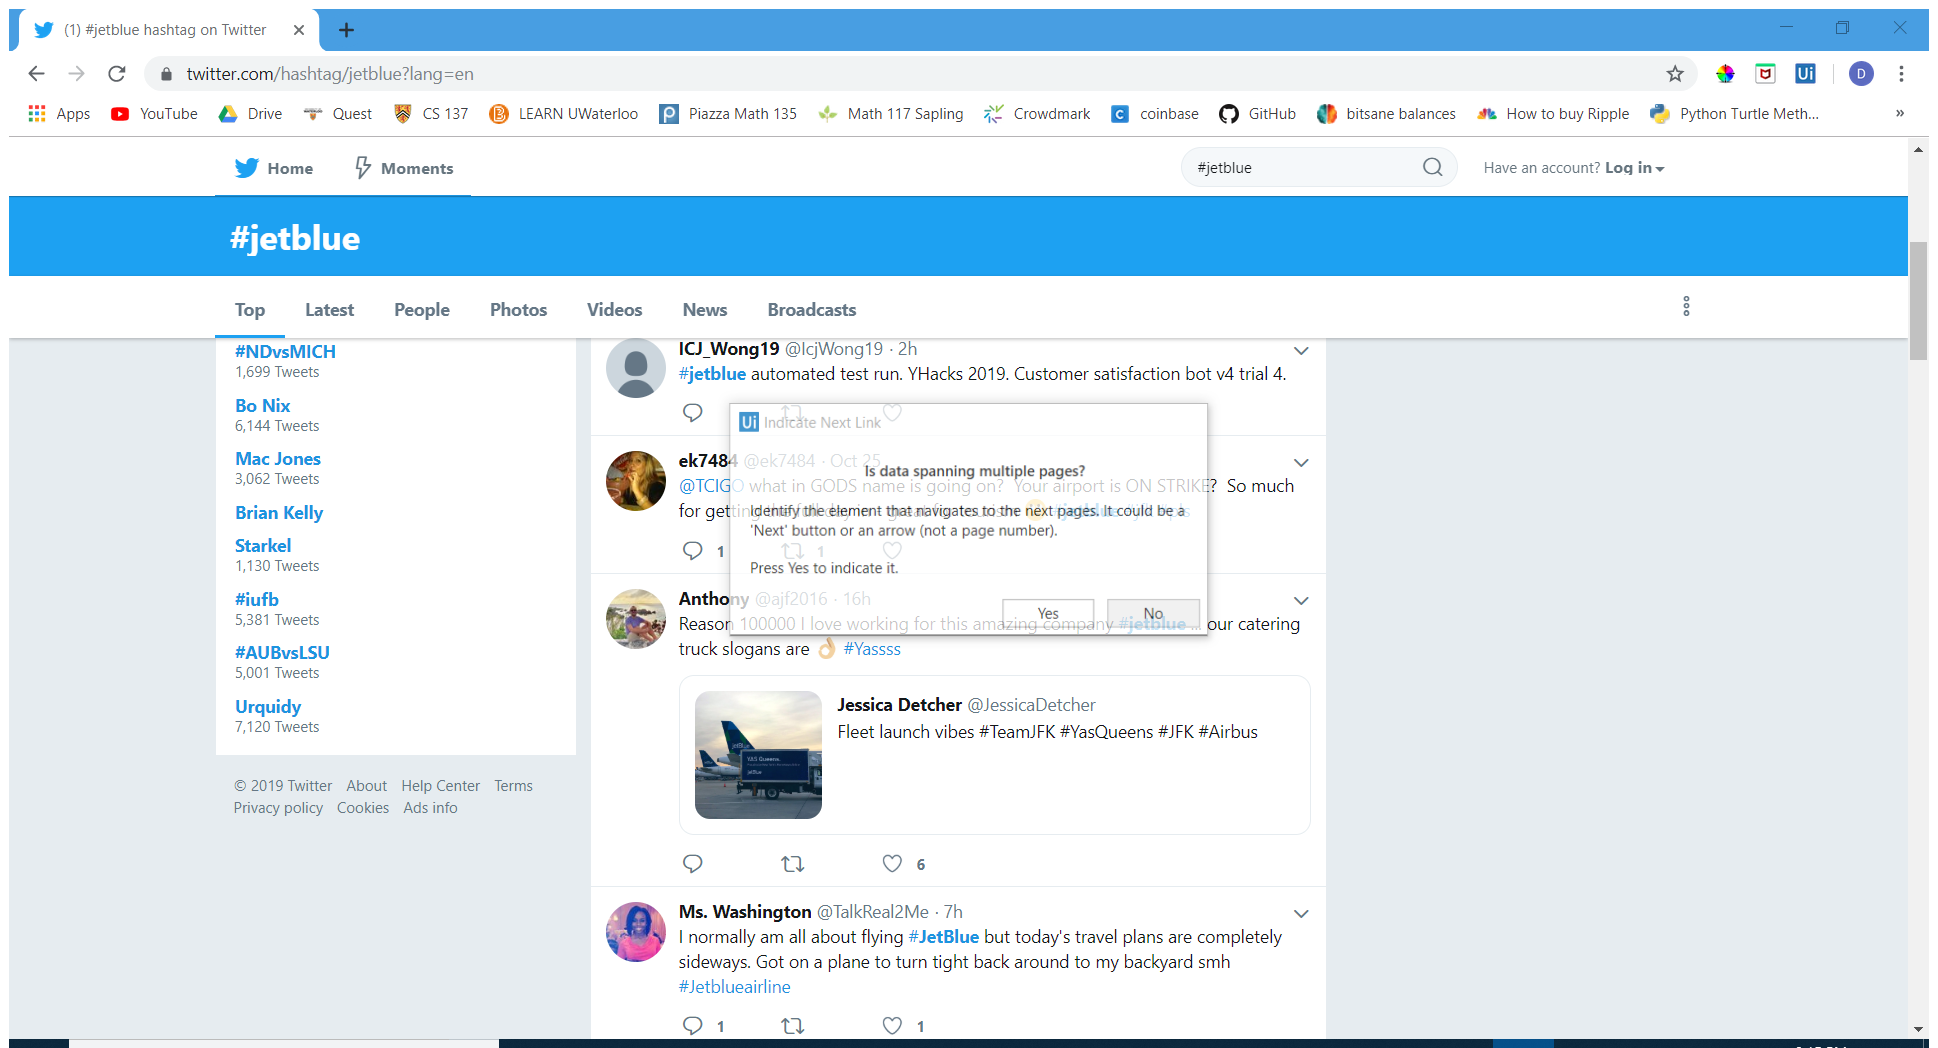 (1) #jetblue hashtag on Twitter
twitter.com/hashtag/jetblue?lang=en
Ui
D
Apps YouTube Drive Quest CS 137 LEARN UWaterloo Piazza Math 135 Math 117 Sapling Crowdmark coinbase GitHub bitsane balances How to buy Ripple Python Turtle Meth... »
Home Moments #jetblue Have an account? Log in
#jetblue
Top Latest People Photos Videos News Broadcasts
#NDvsMICH
1,699 Tweets
Bo Nix
6,144 Tweets
Mac Jones
3,062 Tweets
Brian Kelly
Starkel
1,130 Tweets
#iufb
5,381 Tweets
#AUBvsLSU
5,001 Tweets
Urquidy
7,120 Tweets
© 2019 Twitter About Help Center Terms
Privacy policy Cookies Ads info
ICJ_Wong19 @IcjWong19 · 2h
#jetblue automated test run. YHacks 2019. Customer satisfaction bot v4 trial 4.
ek7484 @ek7484 · Oct 25
@TCIGO what in GODS name is going on? Your airport is ON STRIKE? So much
for getting
#jetblue
1 1
Ui Indicate Next Link
Is data spanning multiple pages?
Identify the element that navigates to the next pages. It could be a
'Next' button or an arrow (not a page number).
Press Yes to indicate it.
Yes No
Anthony @ajf2016 · 16h
Reason 100000 I love working for this amazing company #jetblue ... our catering
truck slogans are 👌 #Yassss
Jessica Detcher @JessicaDetcher
Fleet launch vibes #TeamJFK #YasQueens #JFK #Airbus
jetBlue
YAS Queens.
jetBlue
6
Ms. Washington @TalkReal2Me · 7h
I normally am all about flying #JetBlue but today's travel plans are completely
sideways. Got on a plane to turn tight back around to my backyard smh
#Jetblueairline
1 1